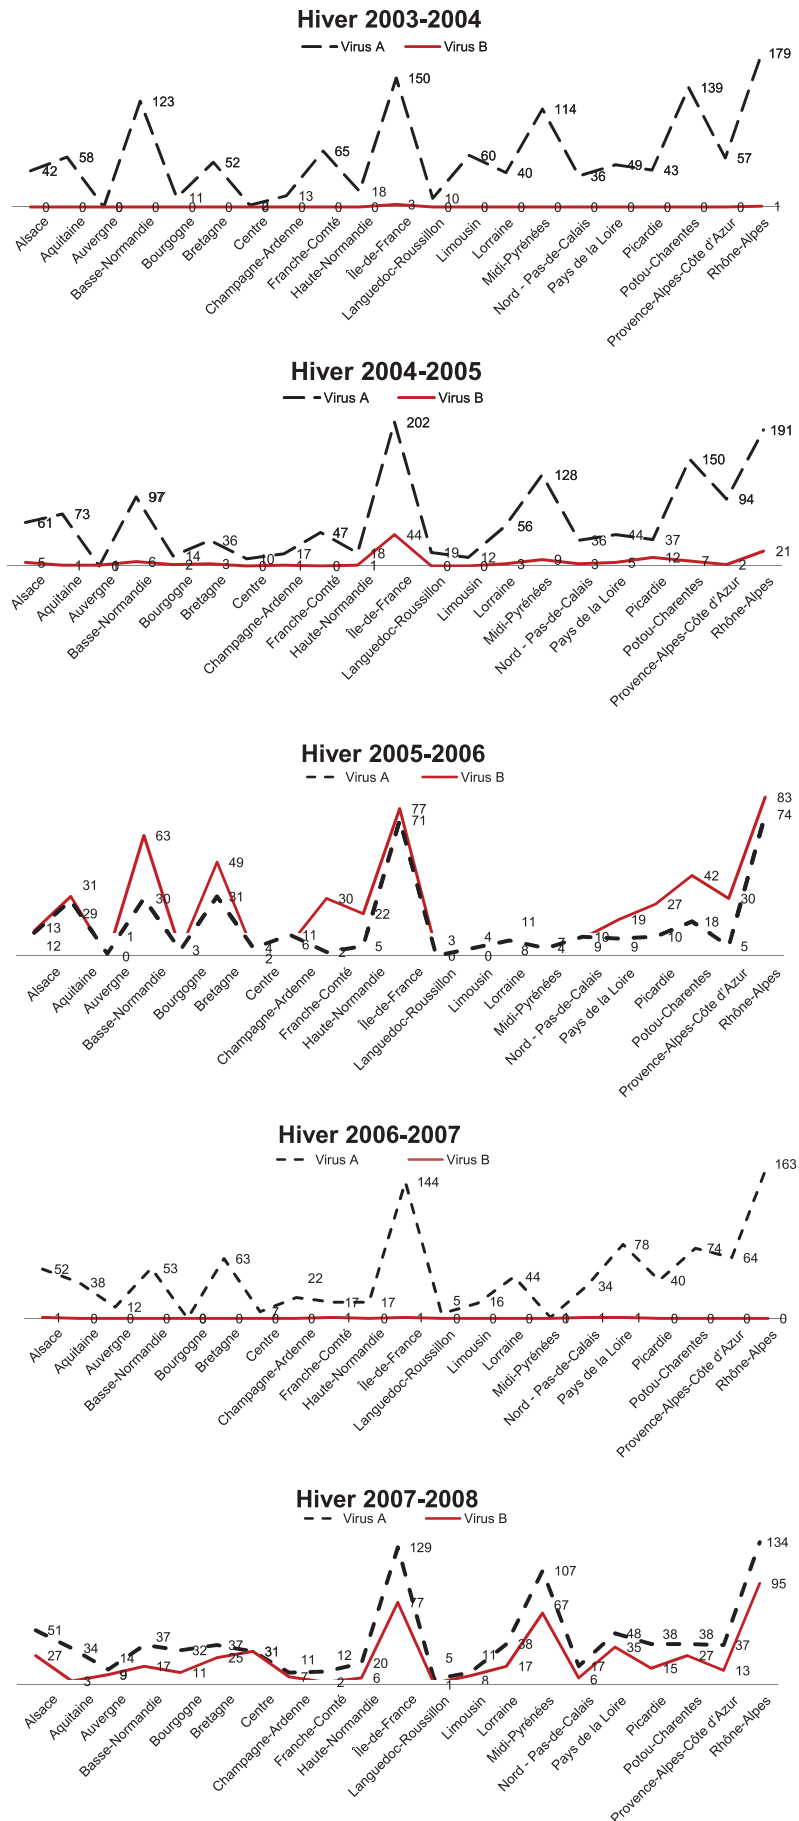 Hiver 2003-2004
Virus A Virus B
179
150
139
123
114
65
60
58
57
52
49
42 40 43
36
18
11 13 10
0 0 0 0 0 0 0 0 0 3 0 0 0 0 0 0 0 0 0 1
Alsace
Aquitaine
Auvergne
Basse-Normandie
Bourgogne
Bretagne
Centre
Champagne-Ardenne
Franche-Comté
Haute-Normandie
Île-de-France
Languedoc-Roussillon
Limousin
Lorraine
Midi-Pyrénées
Nord - Pas-de-Calais
Pays de la Loire
Picardie
Potou-Charentes
Provence-Alpes-Côte d'Azur
Rhône-Alpes
Hiver 2004-2005
Virus A Virus B
202
191
150
128
97 94
73
61 56
47 44 44
36 36 37
14 10 17 18 19 12 21
5 1 0 6 2 3 0 0 0 1 0 0 3 9 3 5 12 7 2
Alsace
Aquitaine
Auvergne
Basse-Normandie
Bourgogne
Bretagne
Centre
Champagne-Ardenne
Franche-Comté
Haute-Normandie
Île-de-France
Languedoc-Roussillon
Limousin
Lorraine
Midi-Pyrénées
Nord - Pas-de-Calais
Pays de la Loire
Picardie
Potou-Charentes
Provence-Alpes-Côte d'Azur
Rhône-Alpes
Hiver 2005-2006
Virus A Virus B
83
77
74
71
63
49
42
31 30 31 30 30
29 27
22
13 11 11 19 18
12 1 3 4 6 2 5 3 4 8 7 10 9 10 5
0 2 0 0 4 9
Alsace
Aquitaine
Auvergne
Basse-Normandie
Bourgogne
Bretagne
Centre
Champagne-Ardenne
Franche-Comté
Haute-Normandie
Île-de-France
Languedoc-Roussillon
Limousin
Lorraine
Midi-Pyrénées
Nord - Pas-de-Calais
Pays de la Loire
Picardie
Potou-Charentes
Provence-Alpes-Côte d'Azur
Rhône-Alpes
Hiver 2006-2007
Virus A Virus B
163
144
78
74
63 64
52 53
38 44 40
34
12 22 17 17 16
7 5
1 0 0 0 0 0 0 0 1 0 1 0 0 0 0 1 1 0 0 0 0
Alsace
Aquitaine
Auvergne
Basse-Normandie
Bourgogne
Bretagne
Centre
Champagne-Ardenne
Franche-Comté
Haute-Normandie
Île-de-France
Languedoc-Roussillon
Limousin
Lorraine
Midi-Pyrénées
Nord - Pas-de-Calais
Pays de la Loire
Picardie
Potou-Charentes
Provence-Alpes-Côte d'Azur
Rhône-Alpes
Hiver 2007-2008
Virus A Virus B
134
129
107
95
77
67
51 48
34 37 32 37 31 38 35 38 38 37
27 25 20 27
14 17 11 11 12 5 11 17 17 15 13
3 9 7 2 6 1 8 6
Alsace
Aquitaine
Auvergne
Basse-Normandie
Bourgogne
Bretagne
Centre
Champagne-Ardenne
Franche-Comté
Haute-Normandie
Île-de-France
Languedoc-Roussillon
Limousin
Lorraine
Midi-Pyrénées
Nord - Pas-de-Calais
Pays de la Loire
Picardie
Potou-Charentes
Provence-Alpes-Côte d'Azur
Rhône-Alpes